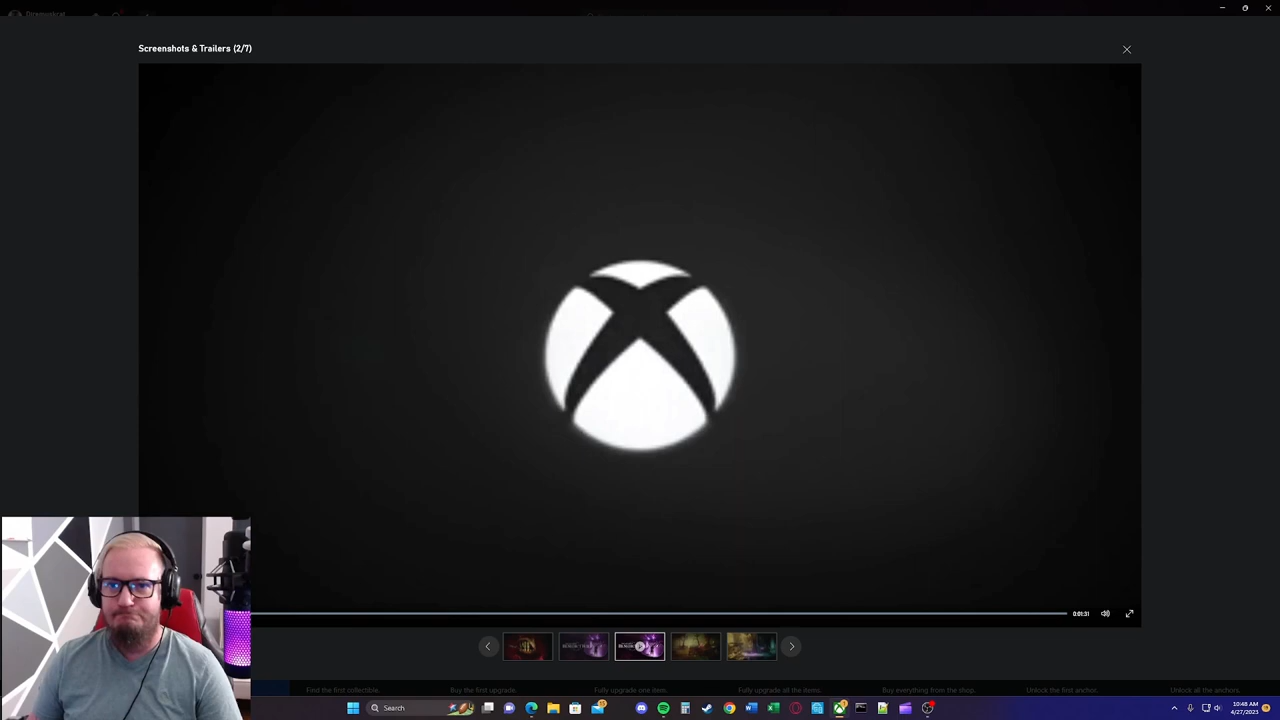 Screenshots & Trailers (2/7)
0:01:31
Find the first collectible.
Buy the first upgrade.
Fully upgrade one item.
Fully upgrade all the items.
Buy everything from the shop.
Unlock the first anchor.
Unlock all the anchors.
Search
10:48 AM
4/27/2023